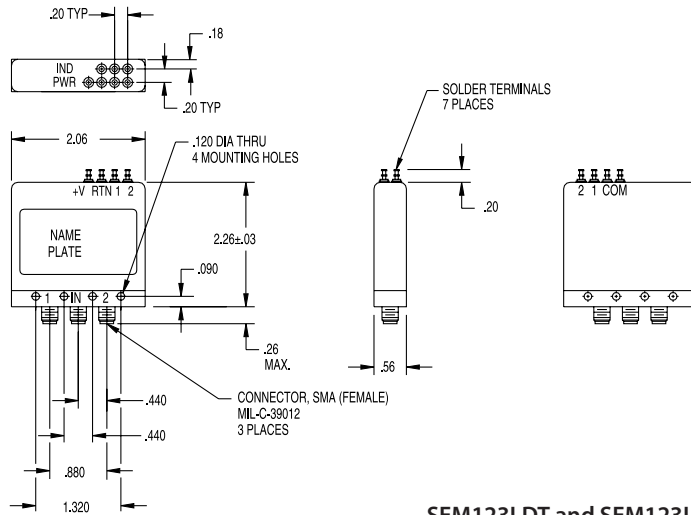 .20 TYP
.18
IND
PWR
.20 TYP
2.06
.120 DIA THRU
4 MOUNTING HOLES
SOLDER TERMINALS
7 PLACES
+V RTN 1 2
2 1 COM
.20
NAME
PLATE
2.26±.03
.090
1 IN 2
.26
MAX.
.56
.440
CONNECTOR, SMA (FEMALE)
MIL-C-39012
3 PLACES
.440
.880
1.320